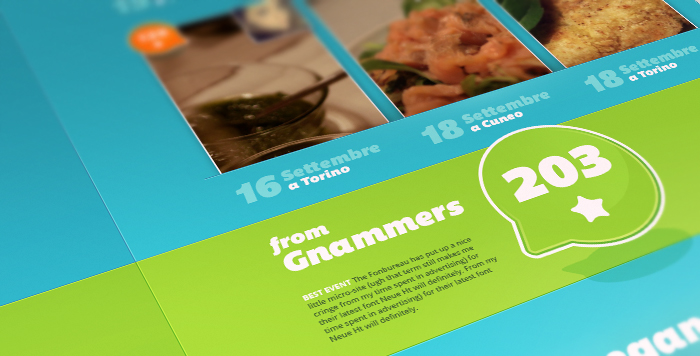 16 Settembre
a Torino
18 Settembre
a Cuneo
18 Settembre
a Torino
from
Gnammers
203
BEST EVENT The Fonbureau has put up a nice
little micro-site (ugh that term still makes me
cringe from my time spent in advertising) for
their latest font Neue Ht will definitely. From my
time spent in advertising) for their latest font
Neue Ht will definitely.